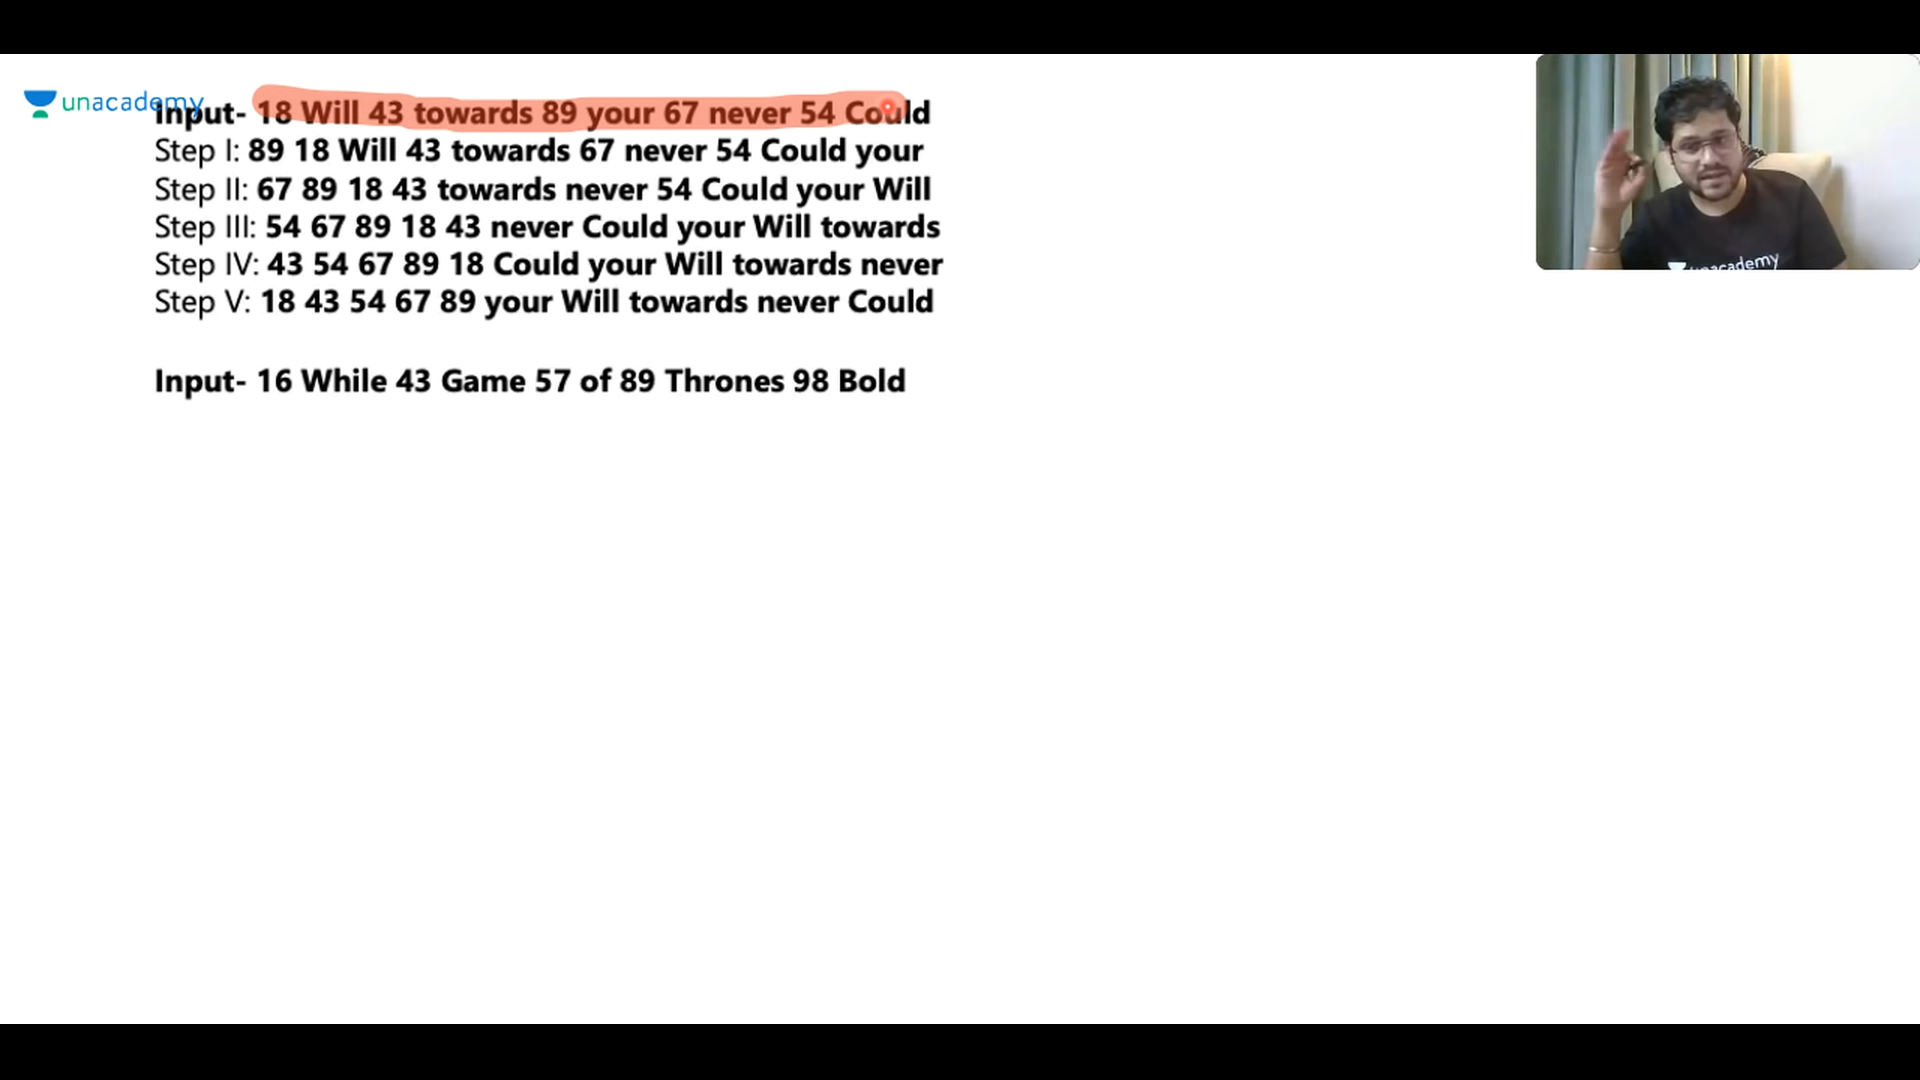 unacademy
Input- 18 Will 43 towards 89 your 67 never 54 Could
Step I: 89 18 Will 43 towards 67 never 54 Could your
Step II: 67 89 18 43 towards never 54 Could your Will
Step III: 54 67 89 18 43 never Could your Will towards
Step IV: 43 54 67 89 18 Could your Will towards never
Step V: 18 43 54 67 89 your Will towards never Could
Input- 16 While 43 Game 57 of 89 Thrones 98 Bold
unacademy